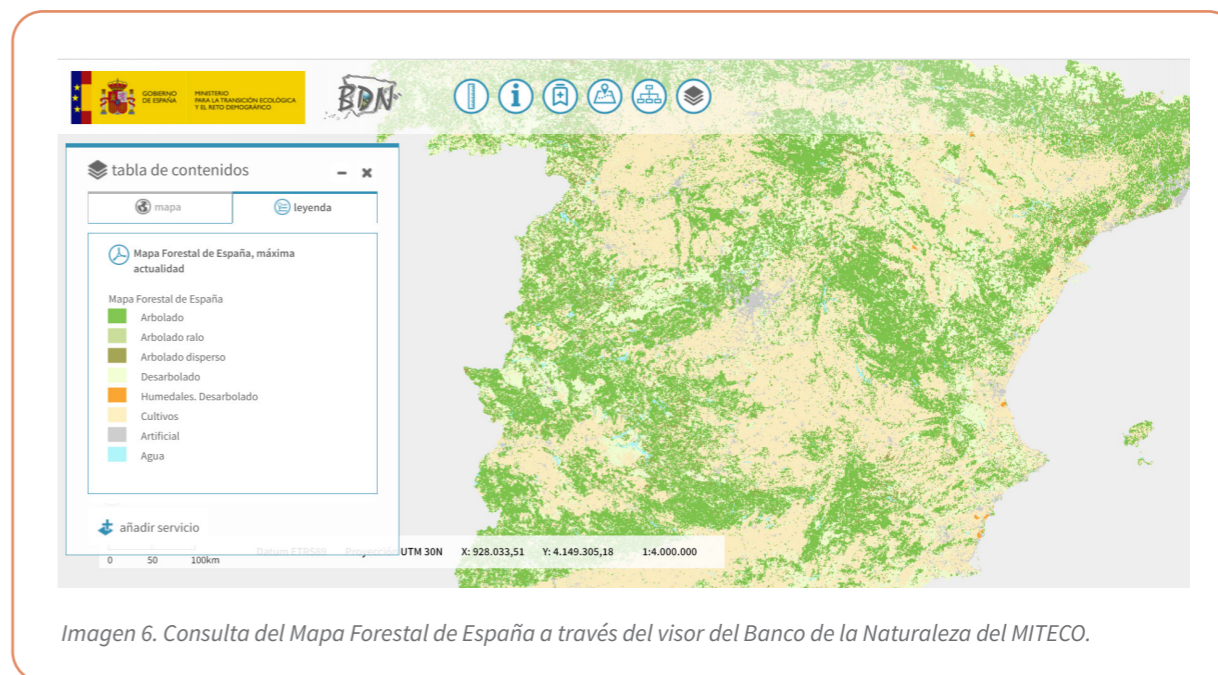 GOBIERNO
DE ESPAÑA
MINISTERIO
PARA LA TRANSICIÓN ECOLÓGICA
Y EL RETO DEMOGRÁFICO
BDN
tabla de contenidos
mapa
leyenda
Mapa Forestal de España, máxima
actualidad
Mapa Forestal de España
Arbolado
Arbolado ralo
Arbolado disperso
Desarbolado
Humedales. Desarbolado
Cultivos
Artificial
Agua
añadir servicio
0 50 100km
Datum ETRS89 Proyección UTM 30N X: 928.033,51 Y: 4.149.305,18 1:4.000.000
Imagen 6. Consulta del Mapa Forestal de España a través del visor del Banco de la Naturaleza del MITECO.